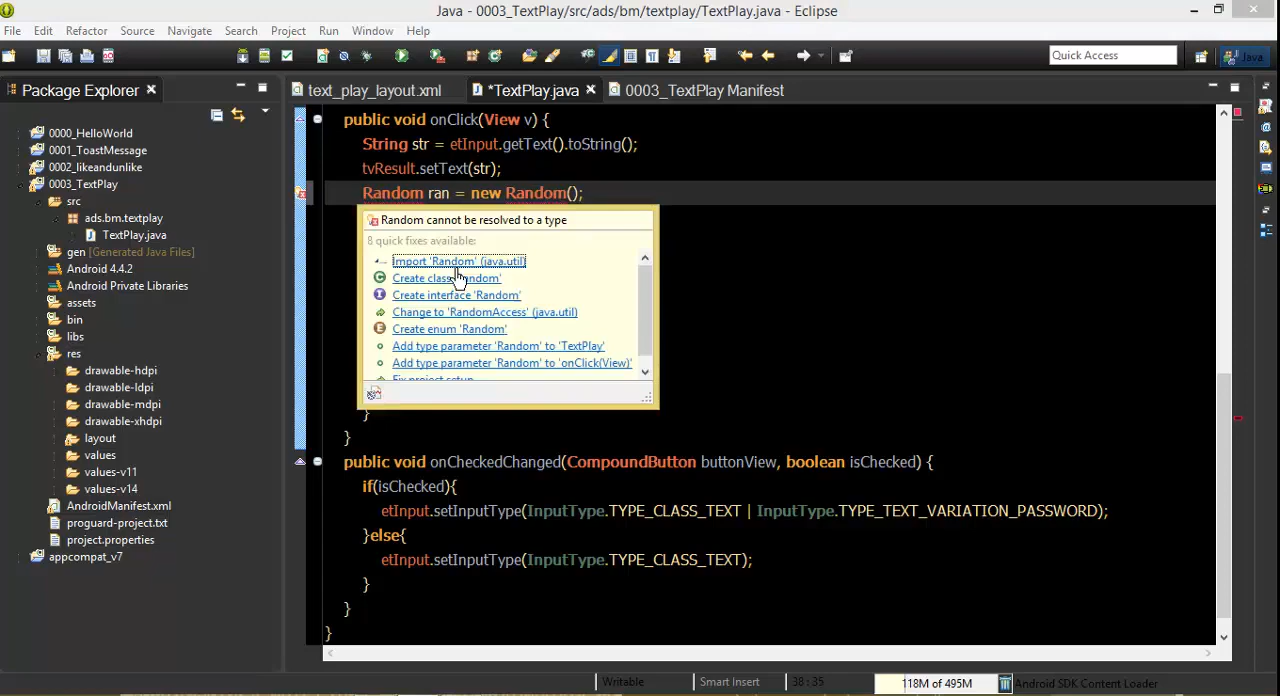 Java - 0003_TextPlay/src/ads/bm/textplay/TextPlay.java - Eclipse
File Edit Refactor Source Navigate Search Project Run Window Help
Quick Access
Java
Package Explorer
text_play_layout.xml
*TextPlay.java
0003_TextPlay Manifest
0000_HelloWorld
0001_ToastMessage
0002_likeandunlike
0003_TextPlay
src
ads.bm.textplay
TextPlay.java
gen [Generated Java Files]
Android 4.4.2
Android Private Libraries
assets
bin
libs
res
drawable-hdpi
drawable-ldpi
drawable-mdpi
drawable-xhdpi
layout
values
values-v11
values-v14
AndroidManifest.xml
proguard-project.txt
project.properties
appcompat_v7
public void onClick(View v) {
String str = etInput.getText().toString();
tvResult.setText(str);
Random ran = new Random();
Random cannot be resolved to a type
8 quick fixes available:
Import 'Random' (java.util)
Create class 'Random'
Create interface 'Random'
Change to 'RandomAccess' (java.util)
Create enum 'Random'
Add type parameter 'Random' to 'TextPlay'
Add type parameter 'Random' to 'onClick(View)'
Fix project setup...
}
}
public void onCheckedChanged(CompoundButton buttonView, boolean isChecked) {
if(isChecked){
etInput.setInputType(InputType.TYPE_CLASS_TEXT | InputType.TYPE_TEXT_VARIATION_PASSWORD);
}else{
etInput.setInputType(InputType.TYPE_CLASS_TEXT);
}
}
}
Writable
Smart Insert
38:35
118M of 495M
Android SDK Content Loader